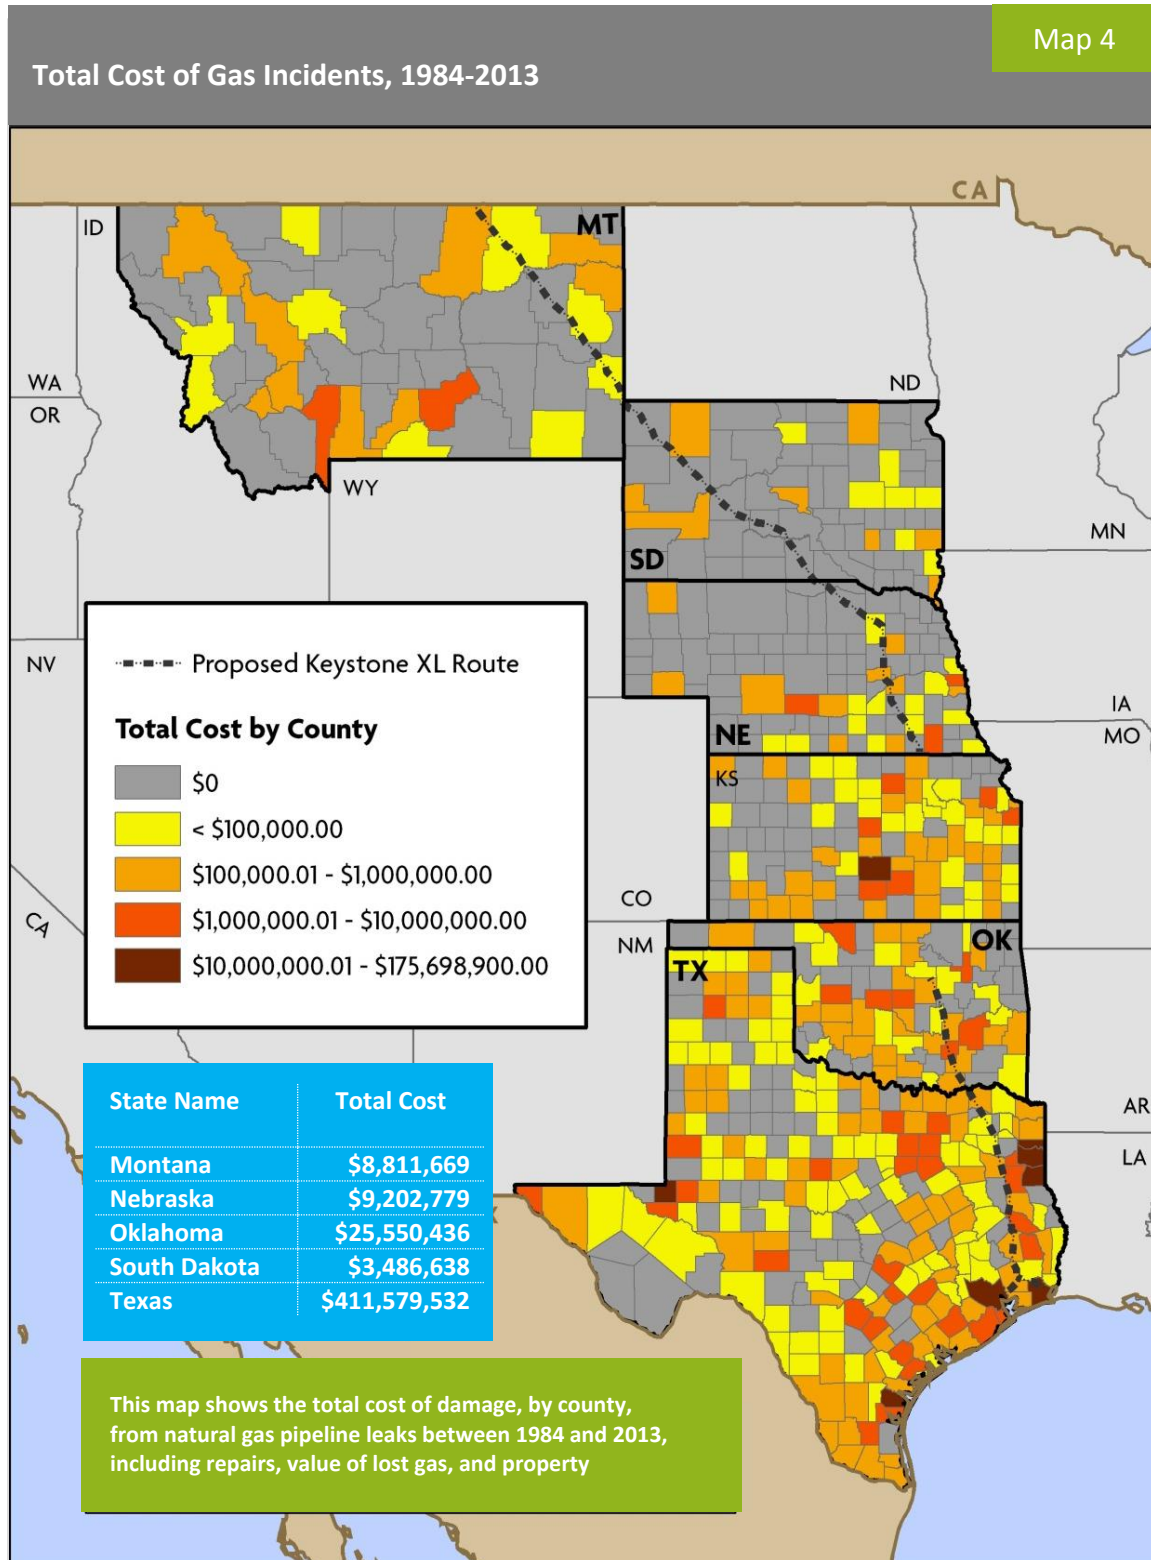 Map 4
Total Cost of Gas Incidents, 1984-2013
CA
ID
MT
WA
OR
ND
WY
MN
SD
NV
Proposed Keystone XL Route
Total Cost by County
$0
< $100,000.00
$100,000.01 - $1,000,000.00
$1,000,000.01 - $10,000,000.00
$10,000,000.01 - $175,698,900.00
IA
MO
NE
KS
CA
CO
NM
OK
TX
AR
LA
State Name Total Cost
Montana $8,811,669
Nebraska $9,202,779
Oklahoma $25,550,436
South Dakota $3,486,638
Texas $411,579,532
This map shows the total cost of damage, by county,
from natural gas pipeline leaks between 1984 and 2013,
including repairs, value of lost gas, and property